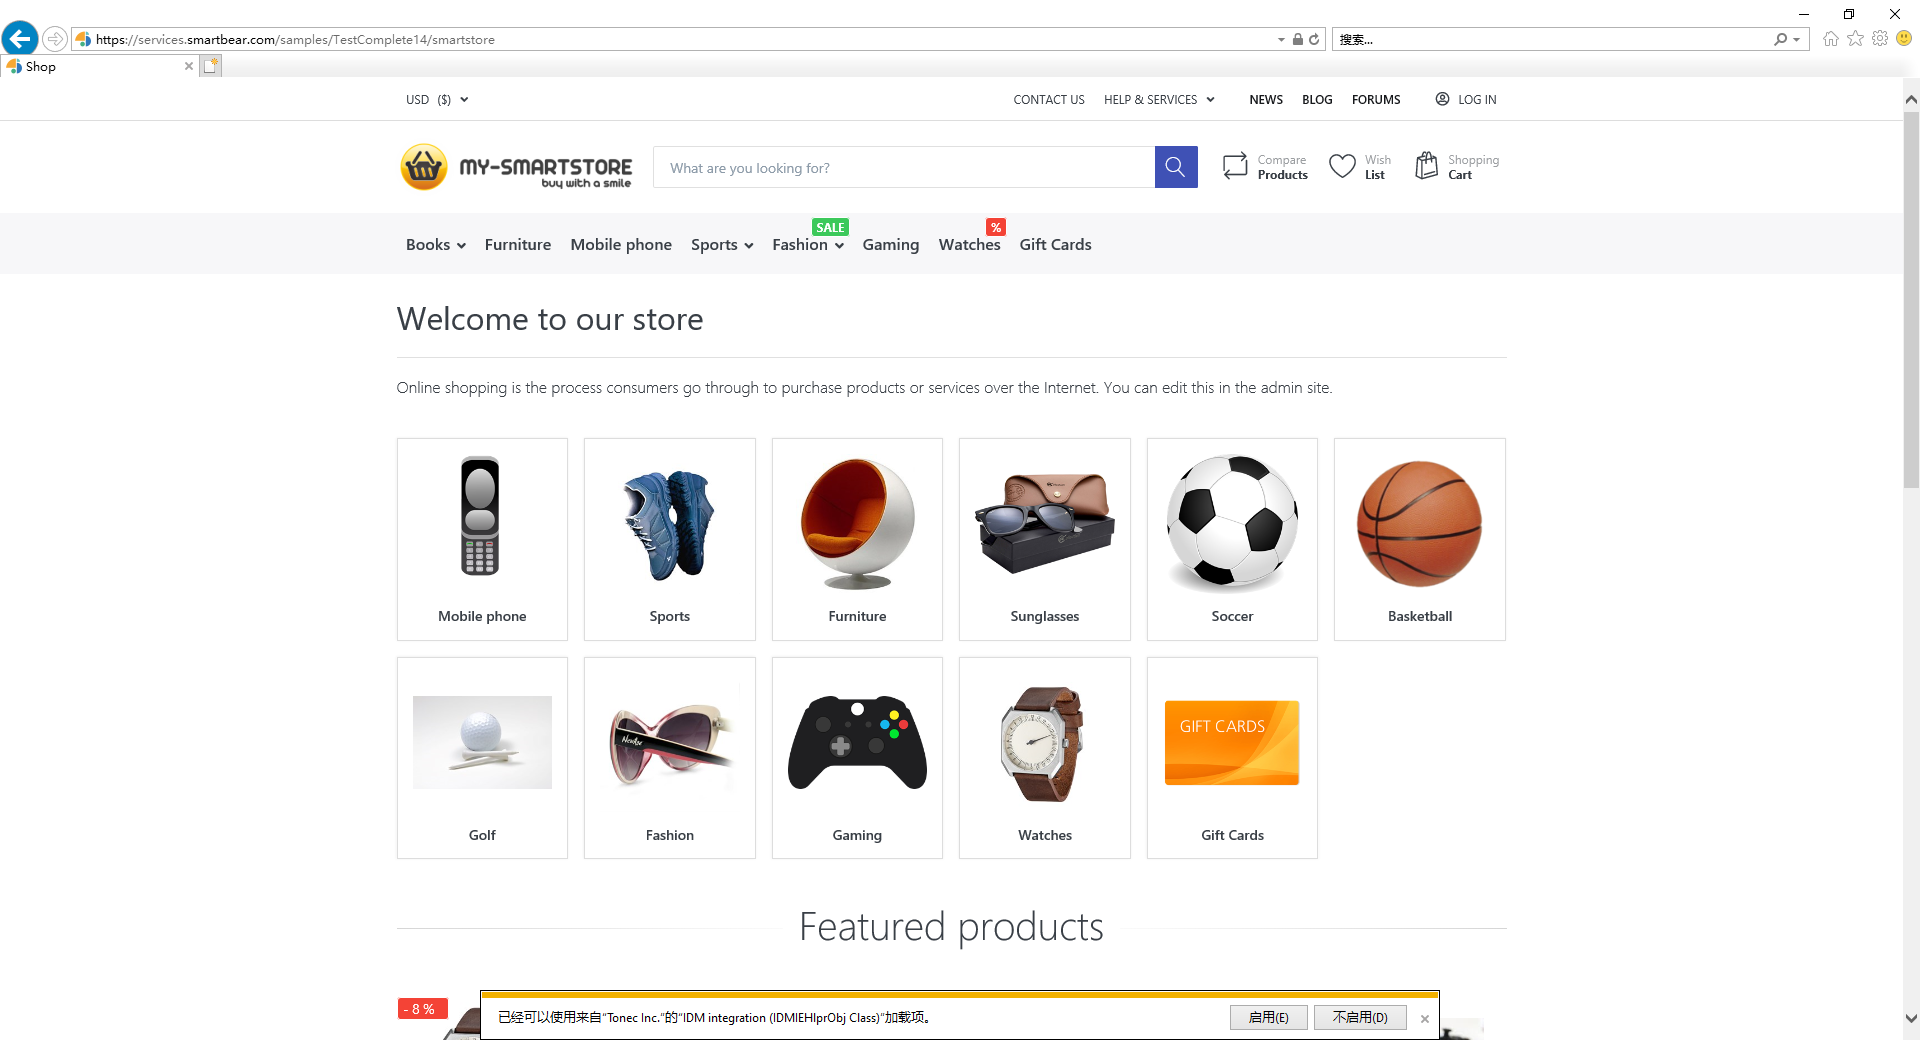 https://services.smartbear.com/samples/TestComplete14/smartstore
搜索...
Shop
USD ($)
CONTACT US
HELP & SERVICES
NEWS
BLOG
FORUMS
LOG IN
MY-SMARTSTORE
buy with a smile
What are you looking for?
Compare
Products
Wish
List
Shopping
Cart
SALE
%
Books
Furniture
Mobile phone
Sports
Fashion
Gaming
Watches
Gift Cards
Welcome to our store
Online shopping is the process consumers go through to purchase products or services over the Internet. You can edit this in the admin site.
Mobile phone
Sports
Furniture
Sunglasses
Soccer
Basketball
GIFT CARDS
Golf
Fashion
Gaming
Watches
Gift Cards
Featured products
- 8 %
已经可以使用来自“Tonec Inc.”的“IDM integration (IDMIEHlprObj Class)”加载项。
启用(E)
不启用(D)